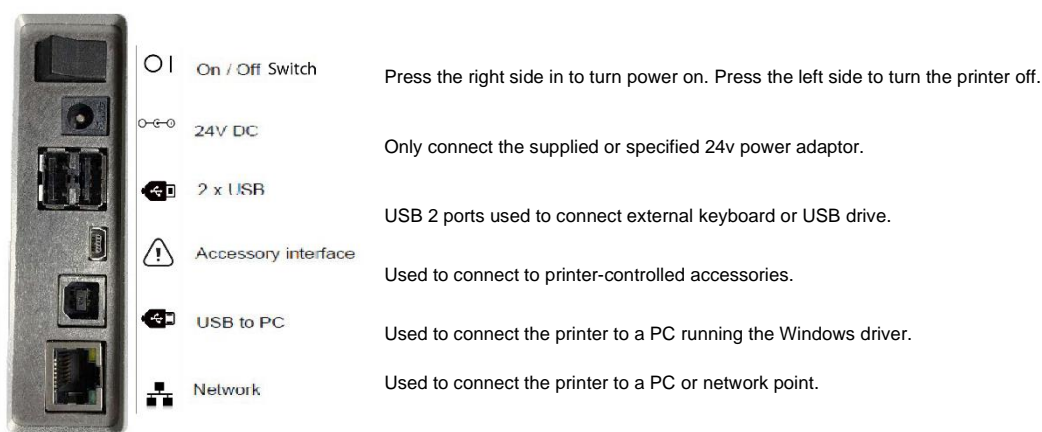 On / Off Switch
Press the right side in to turn power on. Press the left side to turn the printer off.
24V DC
Only connect the supplied or specified 24v power adaptor.
2 x USB
USB 2 ports used to connect external keyboard or USB drive.
Accessory interface
Used to connect to printer-controlled accessories.
USB to PC
Used to connect the printer to a PC running the Windows driver.
Network
Used to connect the printer to a PC or network point.